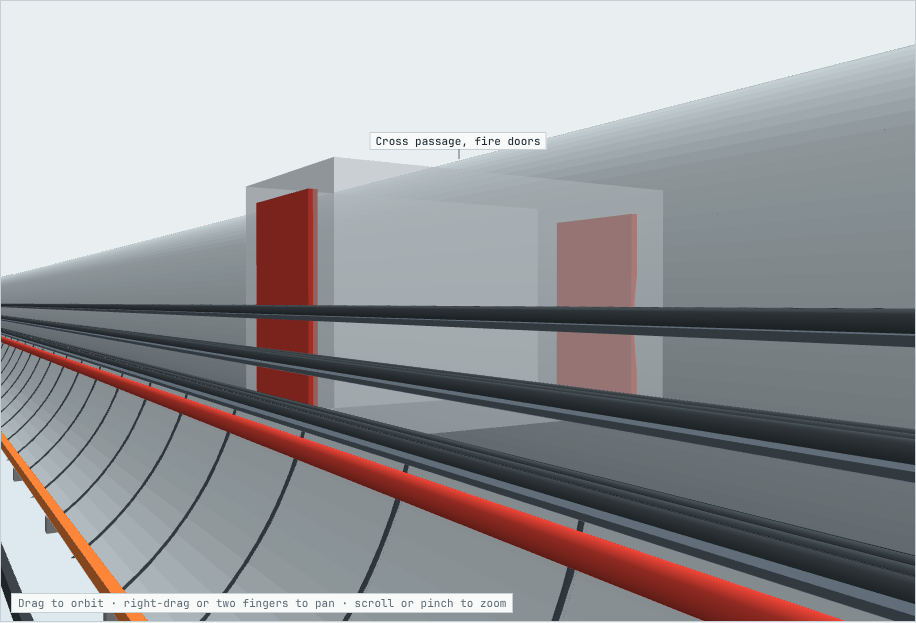 Cross passage, fire doors
Drag to orbit · right-drag or two fingers to pan · scroll or pinch to zoom